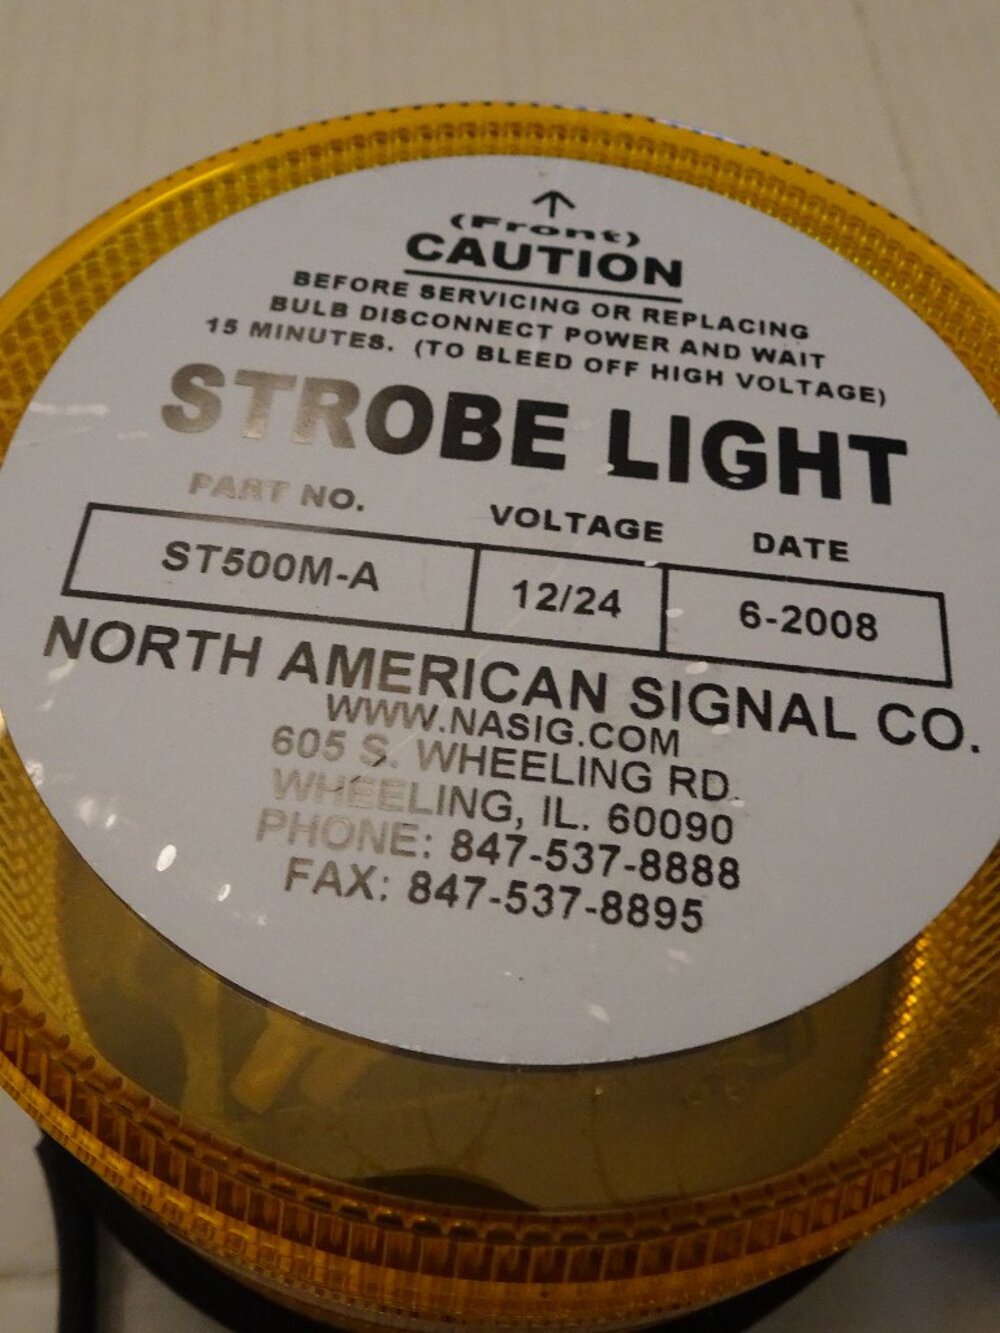 ↑
(Front)
CAUTION
BEFORE SERVICING OR REPLACING
BULB DISCONNECT POWER AND WAIT
15 MINUTES. (TO BLEED OFF HIGH VOLTAGE)
STROBE LIGHT
PART NO. VOLTAGE DATE
ST500M-A 12/24 6-2008
NORTH AMERICAN SIGNAL CO.
WWW.NASIG.COM
605 S. WHEELING RD.
WHEELING, IL. 60090
PHONE: 847-537-8888
FAX: 847-537-8895